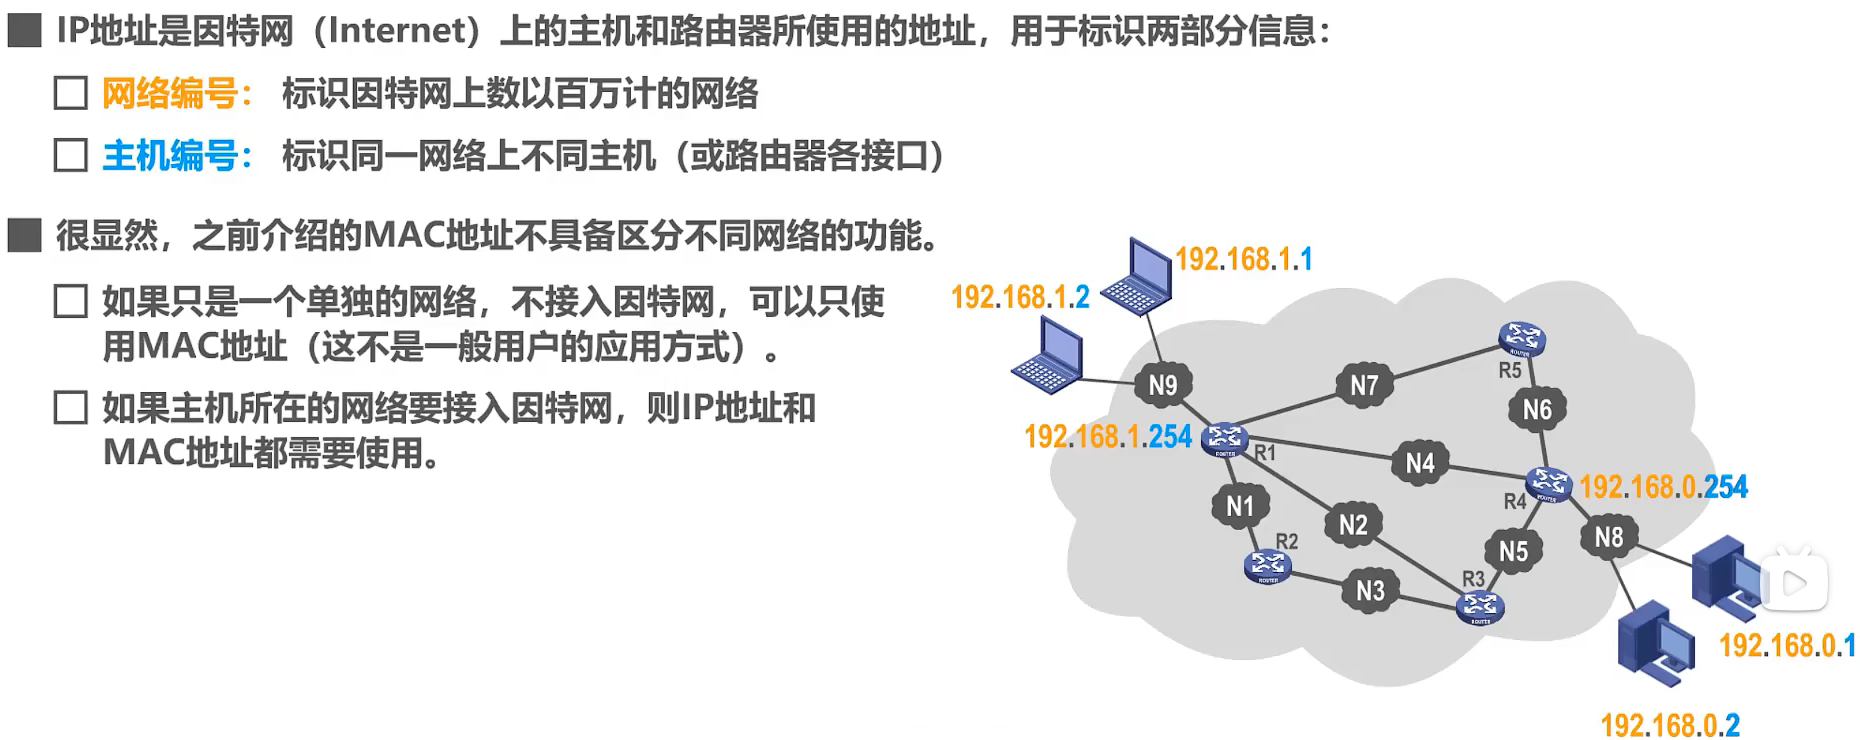 IP地址是因特网（Internet）上的主机和路由器所使用的地址，用于标识两部分信息：
网络编号： 标识因特网上数以百万计的网络
主机编号： 标识同一网络上不同主机（或路由器各接口）
很显然，之前介绍的MAC地址不具备区分不同网络的功能。
如果只是一个单独的网络，不接入因特网，可以只使
用MAC地址（这不是一般用户的应用方式）。
如果主机所在的网络要接入因特网，则IP地址和
MAC地址都需要使用。
192.168.1.1
192.168.1.2
N9
192.168.1.254
ROUTER
R1
N7
ROUTER
R5
N6
N4
ROUTER
R4
192.168.0.254
N1
N2
N5
N8
R2
ROUTER
N3
R3
ROUTER
192.168.0.1
192.168.0.2